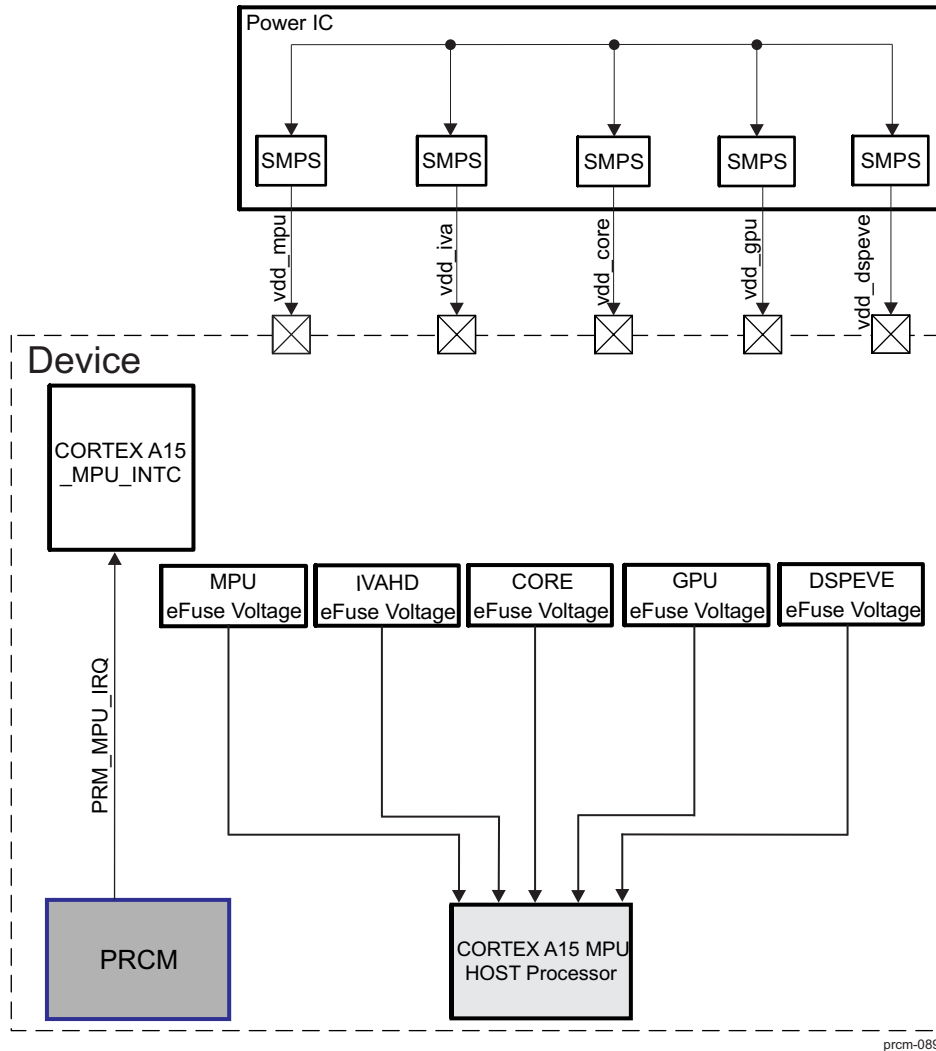 Power IC
SMPS
SMPS
SMPS
SMPS
SMPS
vdd_mpu
vdd_iva
vdd_core
vdd_gpu
vdd_dspeve
Device
CORTEX A15
_MPU_INTC
MPU
eFuse Voltage
IVAHD
eFuse Voltage
CORE
eFuse Voltage
GPU
eFuse Voltage
DSPEVE
eFuse Voltage
PRM_MPU_IRQ
PRCM
CORTEX A15 MPU
HOST Processor
prcm-089